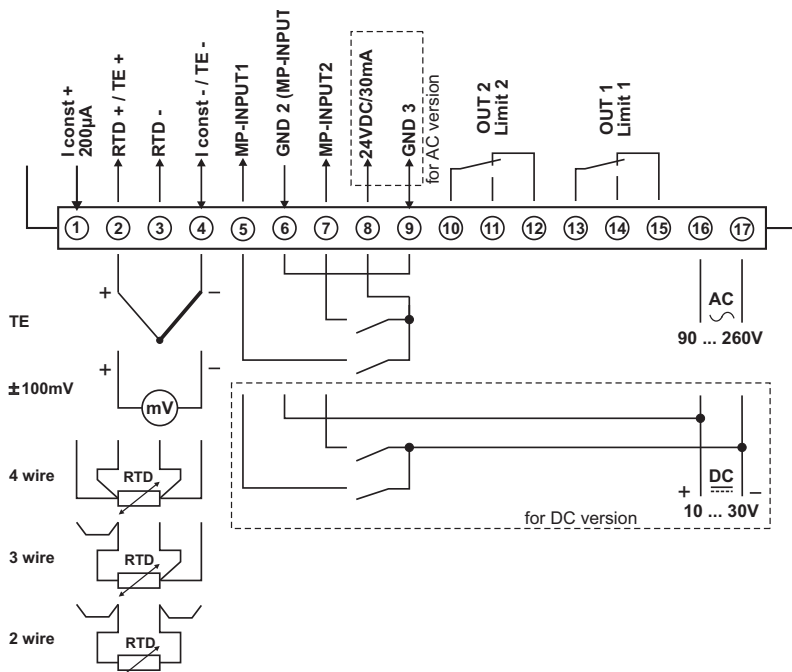 I const +
200µA
RTD + / TE +
RTD -
I const - / TE -
MP-INPUT1
GND 2 (MP-INPUT
MP-INPUT2
24VDC/30mA
GND 3
for AC version
OUT 2
Limit 2
OUT 1
Limit 1
1 2 3 4 5 6 7 8 9 10 11 12 13 14 15 16 17
+ −
TE
AC
90 ... 260V
+ −
±100mV
mV
4 wire
RTD
+ DC −
10 ... 30V
for DC version
3 wire
RTD
2 wire
RTD